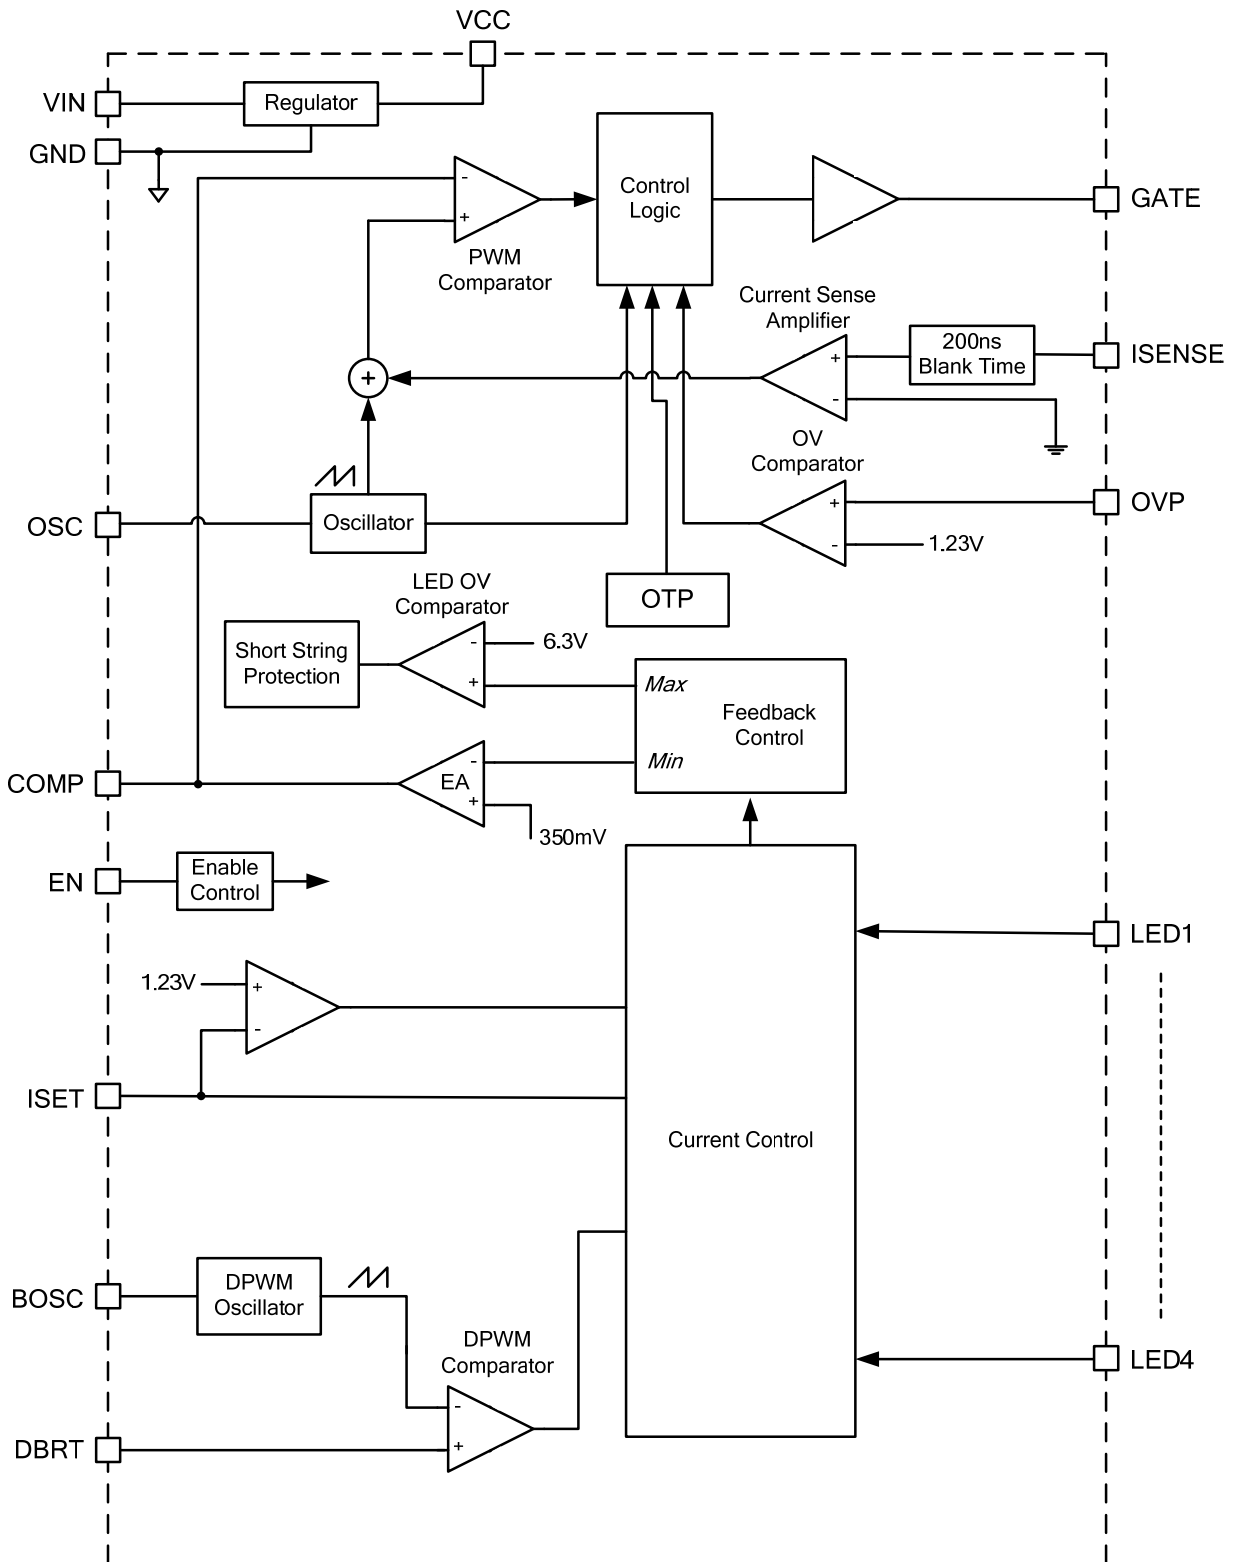 VCC
VIN
Regulator
GND
-
+
PWM
Comparator
Control
Logic
GATE
Current Sense
Amplifier
+
-
200ns
Blank Time
ISENSE
+
OV
Comparator
+
-
1.23V
OVP
OSC
Oscillator
OTP
LED OV
Comparator
-
+
6.3V
Short String
Protection
Max
Min
Feedback
Control
COMP
EA
-
+
350mV
EN
Enable
Control
LED1
1.23V
+
-
ISET
Current Control
BOSC
DPWM
Oscillator
DPWM
Comparator
-
+
LED4
DBRT